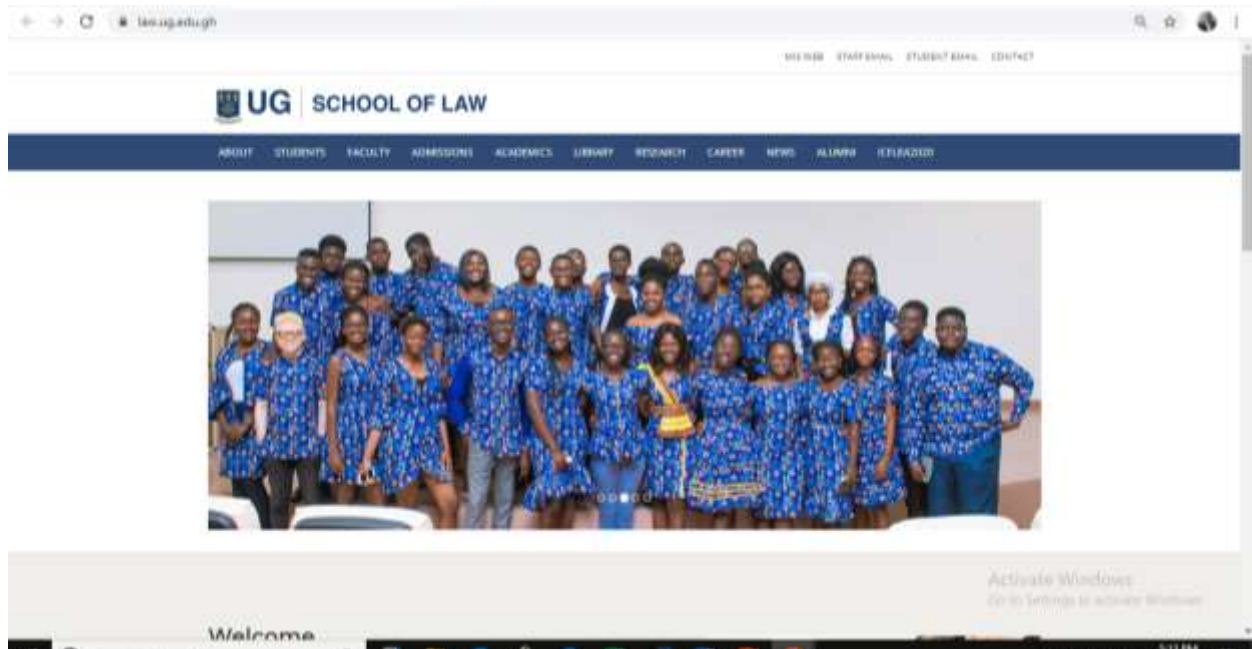 law.ug.edu.gh
MIS WEB STAFF EMAIL STUDENT EMAIL CONTACT
UG SCHOOL OF LAW
ABOUT STUDENTS FACULTY ADMISSIONS ACADEMICS LIBRARY RESEARCH CAREER NEWS ALUMNI ICELEA2020
Activate Windows
Go to Settings to activate Windows.
Welcome